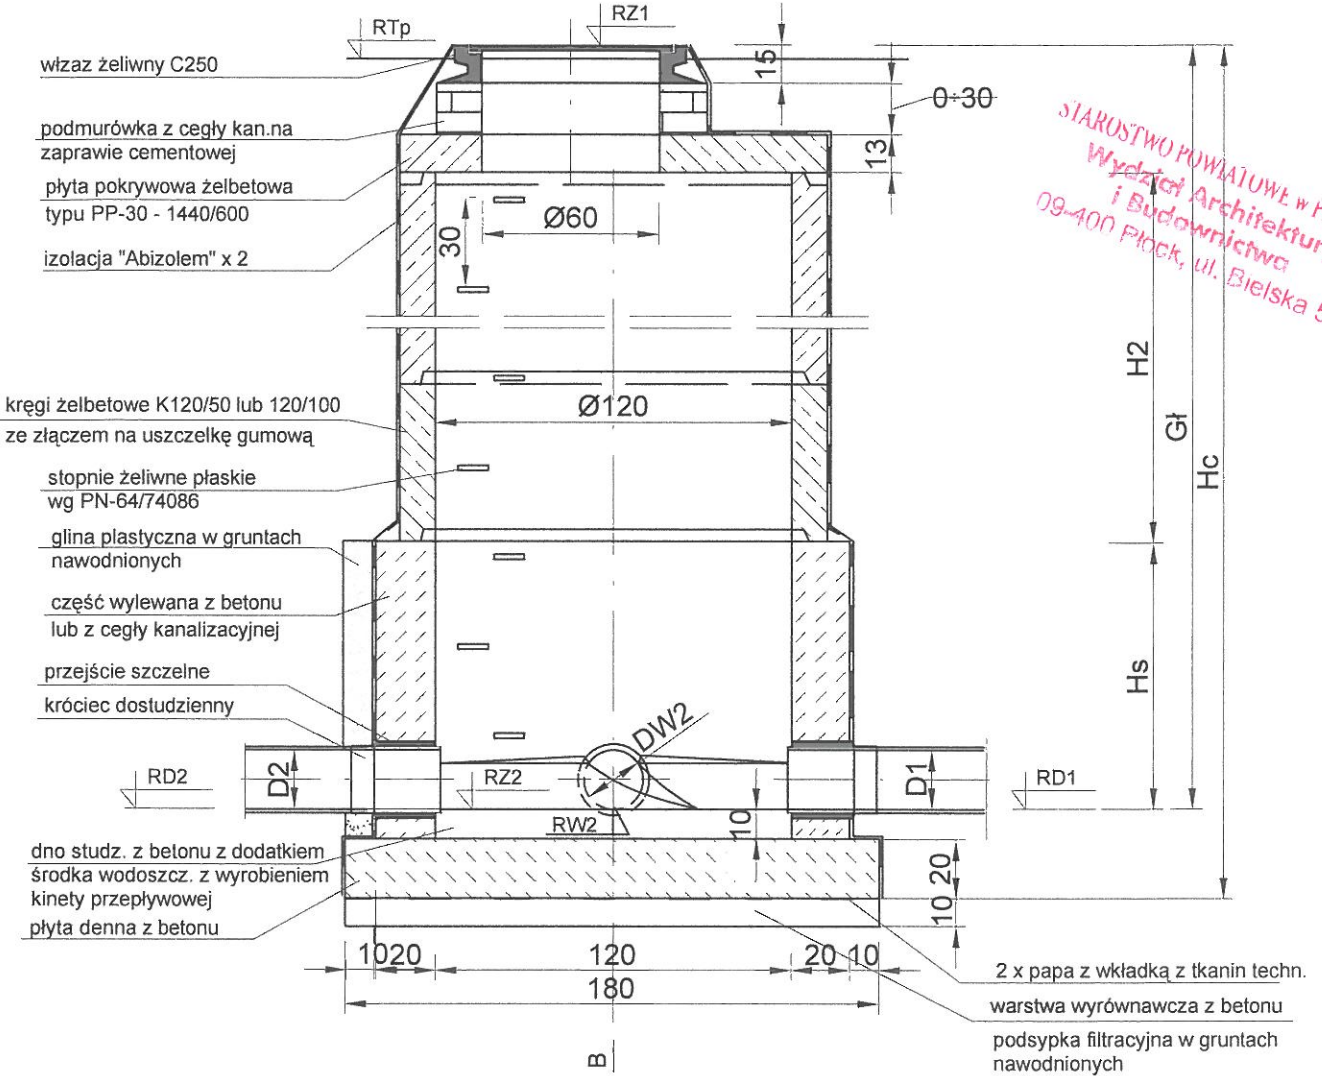 RTp
RZ1
właz żeliwny C250
15
0÷30
podmurówka z cegły kan.na
zaprawie cementowej
13
płyta pokrywowa żelbetowa
typu PP-30 - 1440/600
izolacja "Abizolem" x 2
Ø60
30
STAROSTWO POWIATOWE w
Wydział Architektur
i Budownictwa
09-400 Płock, ul. Bielska 5
H2
Gł
Hc
kręgi żelbetowe K120/50 lub 120/100
ze złączem na uszczelkę gumową
Ø120
stopnie żeliwne płaskie
wg PN-64/74086
glina plastyczna w gruntach
nawodnionych
część wylewana z betonu
lub z cegły kanalizacyjnej
Hs
przejście szczelne
króciec dostudzienny
DW2
RD2
D2
RZ2
D1
RD1
RW2
10
dno studz. z betonu z dodatkiem
środka wodoszcz. z wyrobieniem
kinety przepływowej
płyta denna z betonu
20
10
10 20 120 20 10
180
2 x papa z wkładką z tkanin techn.
warstwa wyrównawcza z betonu
podsypka filtracyjna w gruntach
nawodnionych
B